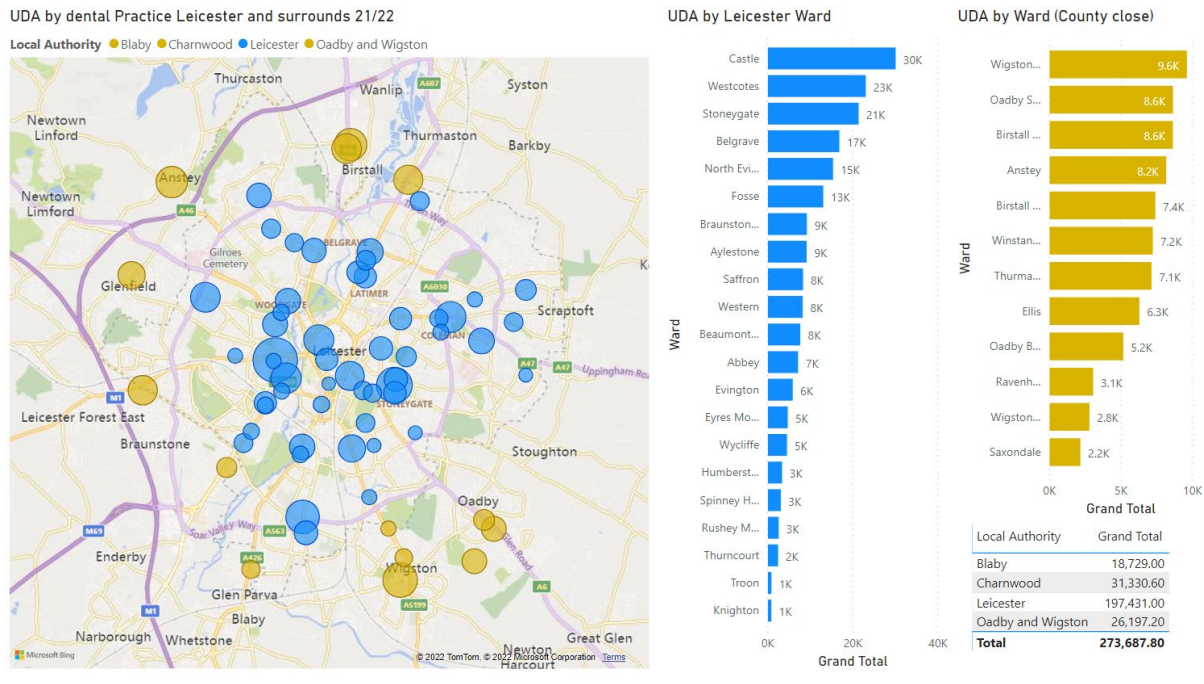 UDA by dental Practice Leicester and surrounds 21/22
Local Authority Blaby Charnwood Leicester Oadby and Wigston
Thurcaston
Wanlip
A607
Syston
Newtown
Linford
Thurmaston
Barkby
Birstall
Anstey
Newtown
Linford
A46
BELGRAVE
Gilroes
Cemetery
Glenfield
A6030
LATIMER
Scraptoft
Leicester
A47
A47
Uppingham Ro
M1
STONEYGATE
Leicester Forest East
Braunstone
Stoughton
Oadby
M69
Soar Valley Way
A563
Glen Road
Enderby
A426
Wigston
A6
Glen Parva
A5199
M1
Blaby
Narborough
Whetstone
Great Glen
Newton
Harcourt
Microsoft Bing
© 2022 TomTom, © 2022 Microsoft Corporation Terms
UDA by Leicester Ward
Ward
Castle 30K
Westcotes 23K
Stoneygate 21K
Belgrave 17K
North Evi... 15K
Fosse 13K
Braunston... 9K
Aylestone 9K
Saffron 8K
Western 8K
Beaumont... 8K
Abbey 7K
Evington 6K
Eyres Mo... 5K
Wycliffe 5K
Humberst... 3K
Spinney H... 3K
Rushey M... 3K
Thurncourt 2K
Troon 1K
Knighton 1K
0K 20K 40K
Grand Total
UDA by Ward (County close)
Ward
Wigston... 9.6K
Oadby S... 8.6K
Birstall ... 8.6K
Anstey 8.2K
Birstall ... 7.4K
Winstan... 7.2K
Thurma... 7.1K
Ellis 6.3K
Oadby B... 5.2K
Ravenh... 3.1K
Wigston... 2.8K
Saxondale 2.2K
0K 5K 10K
Grand Total
Local Authority Grand Total
Blaby 18,729.00
Charnwood 31,330.60
Leicester 197,431.00
Oadby and Wigston 26,197.20
Total 273,687.80